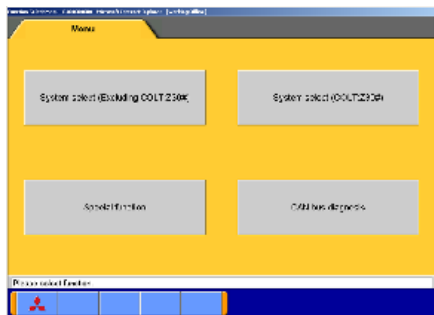 Menu
System select (Excluding COLT:Z30#)
System select (COLT:Z30#)
Special function
CAN bus diagnosis
Please select function